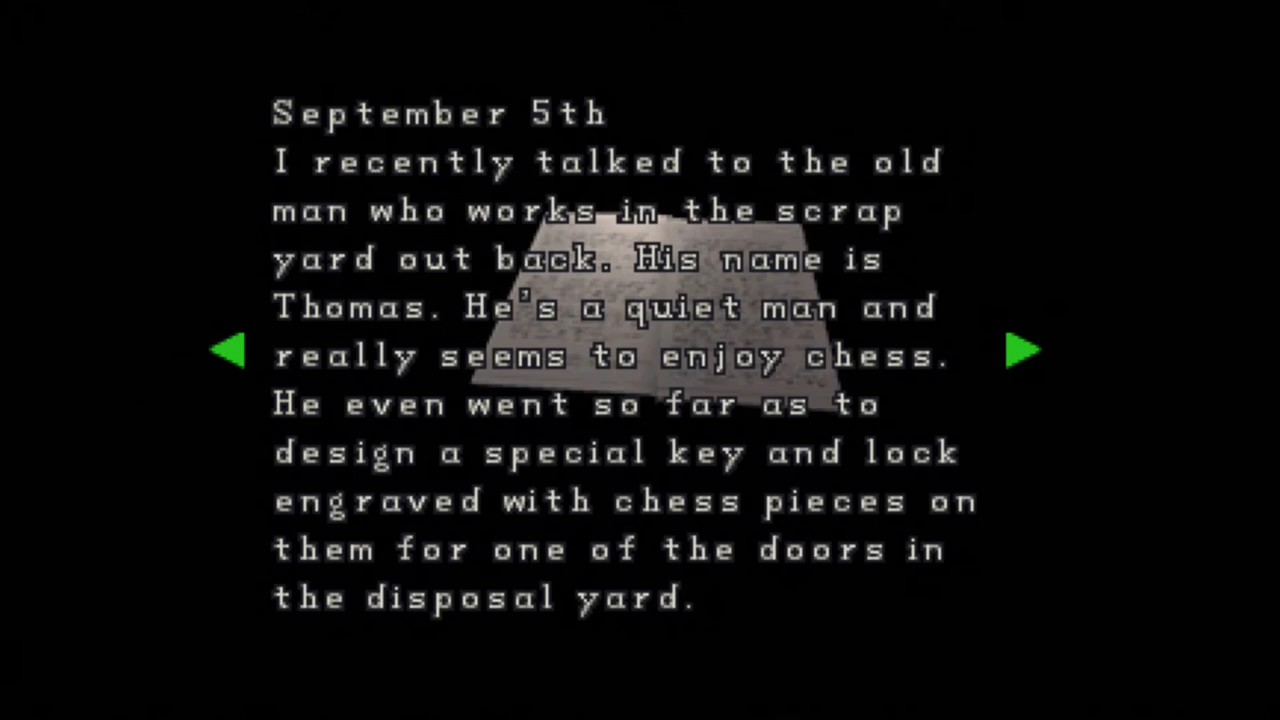 September 5th
I recently talked to the old
man who works in the scrap
yard out back. His name is
Thomas. He's a quiet man and
really seems to enjoy chess.
He even went so far as to
design a special key and lock
engraved with chess pieces on
them for one of the doors in
the disposal yard.